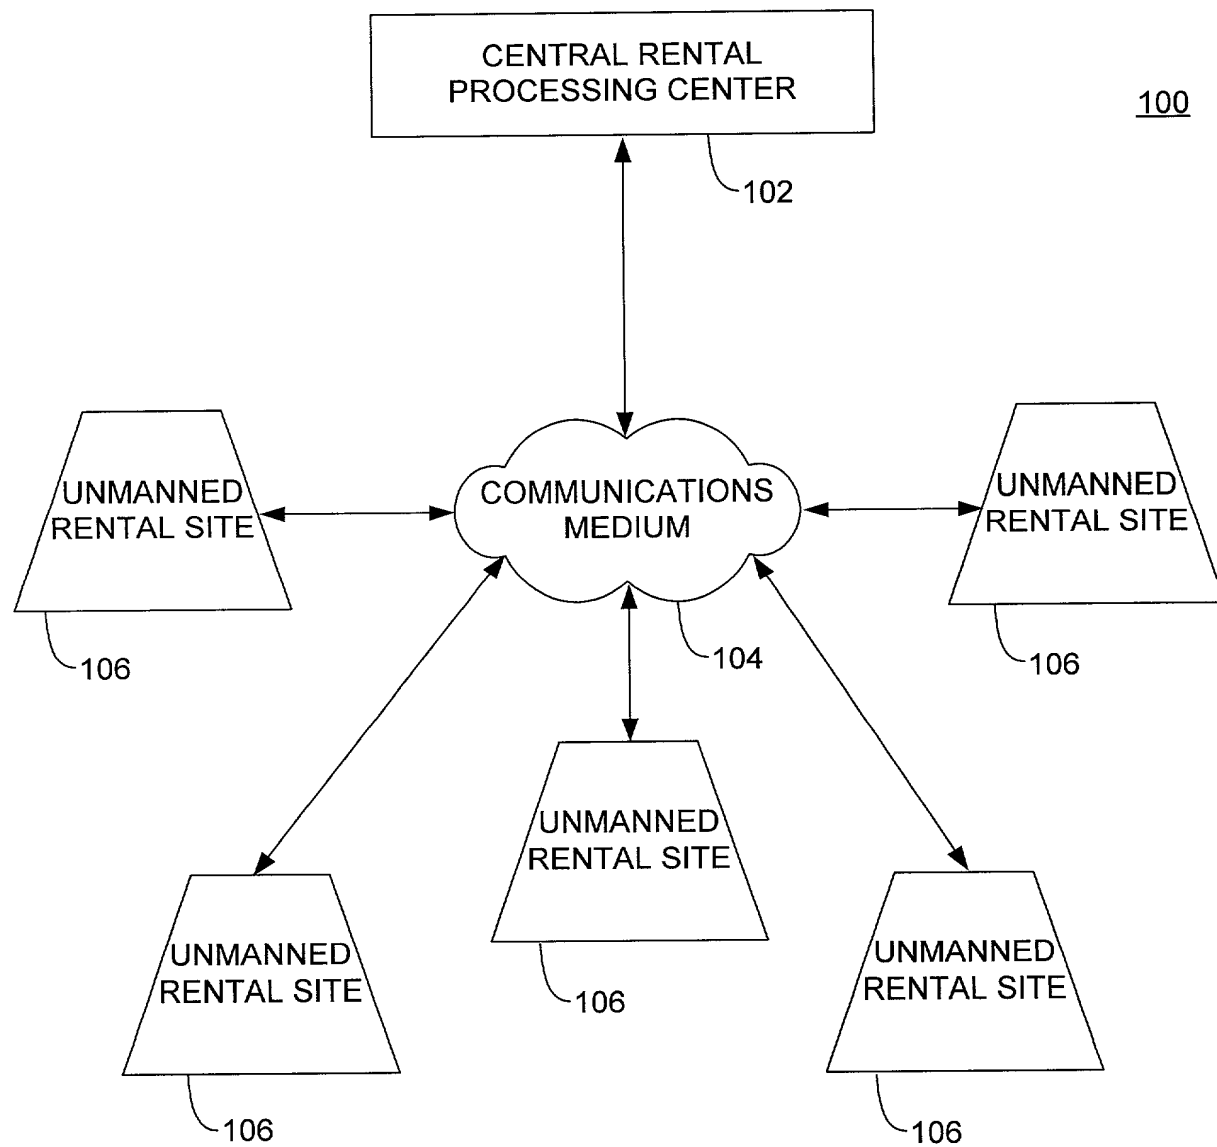 CENTRAL RENTAL
PROCESSING CENTER
100
102
UNMANNED
RENTAL SITE
COMMUNICATIONS
MEDIUM
UNMANNED
RENTAL SITE
106
104
106
UNMANNED
RENTAL SITE
UNMANNED
RENTAL SITE
UNMANNED
RENTAL SITE
106
106
106